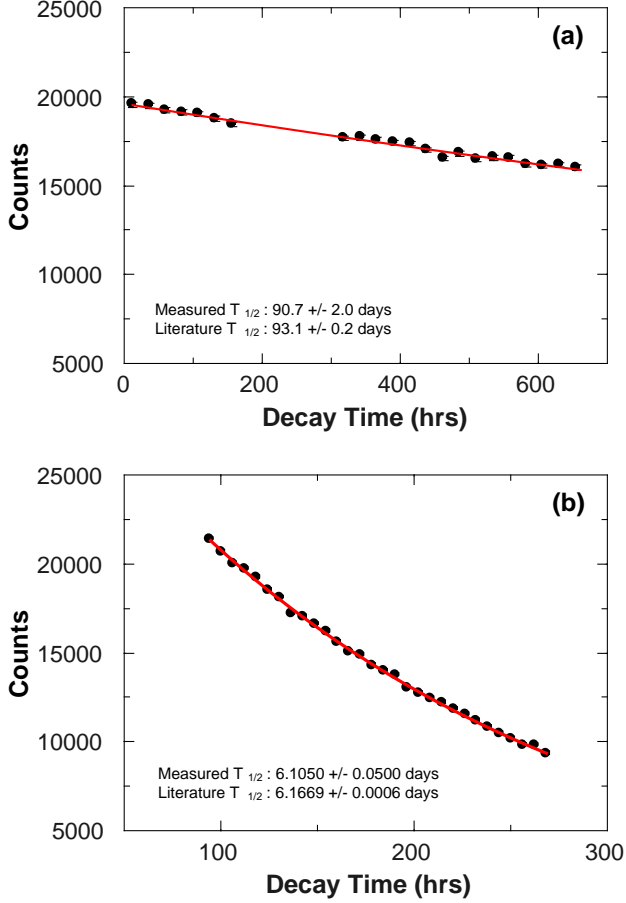 25000
(a)
20000
15000
10000
5000
Counts
Measured T 1/2 : 90.7 +/- 2.0 days
Literature T 1/2 : 93.1 +/- 0.2 days
0 200 400 600
Decay Time (hrs)
25000
(b)
20000
15000
10000
5000
Counts
Measured T 1/2 : 6.1050 +/- 0.0500 days
Literature T 1/2 : 6.1669 +/- 0.0006 days
100 200 300
Decay Time (hrs)